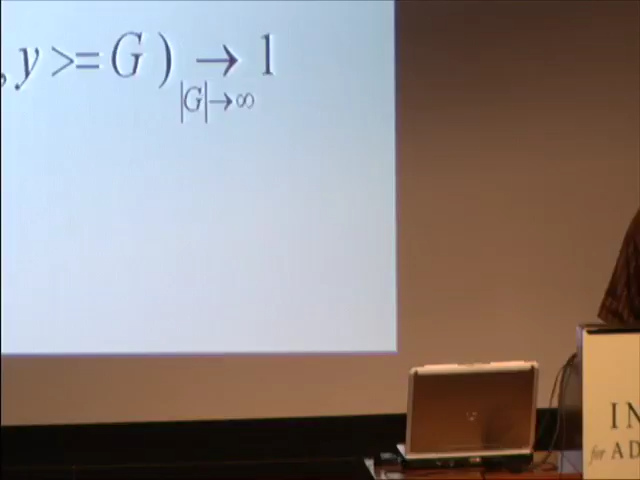 , y >= G ) → 1
|G|→∞
IN
for AD